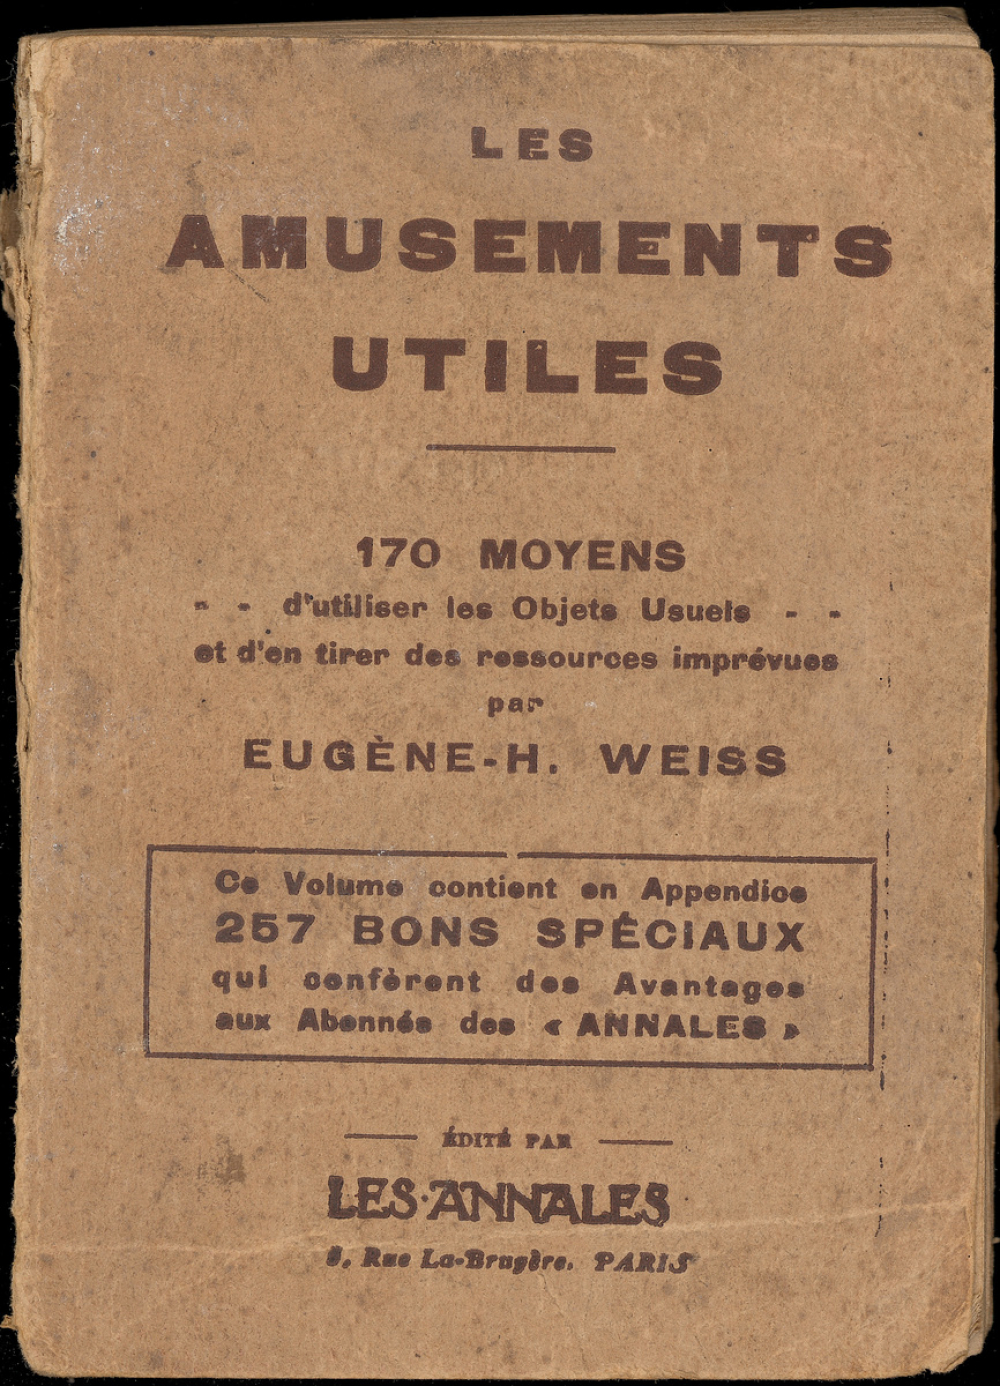 LES
AMUSEMENTS
UTILES
170 MOYENS
- - d'utiliser les Objets Usuels - -
et d'en tirer des ressources imprévues
par
EUGÈNE-H. WEISS
Ce Volume contient en Appendice
257 BONS SPÉCIAUX
qui confèrent des Avantages
aux Abonnés des « ANNALES »
ÉDITÉ PAR
LES·ANNALES
Rue La-Bruyère, PARIS